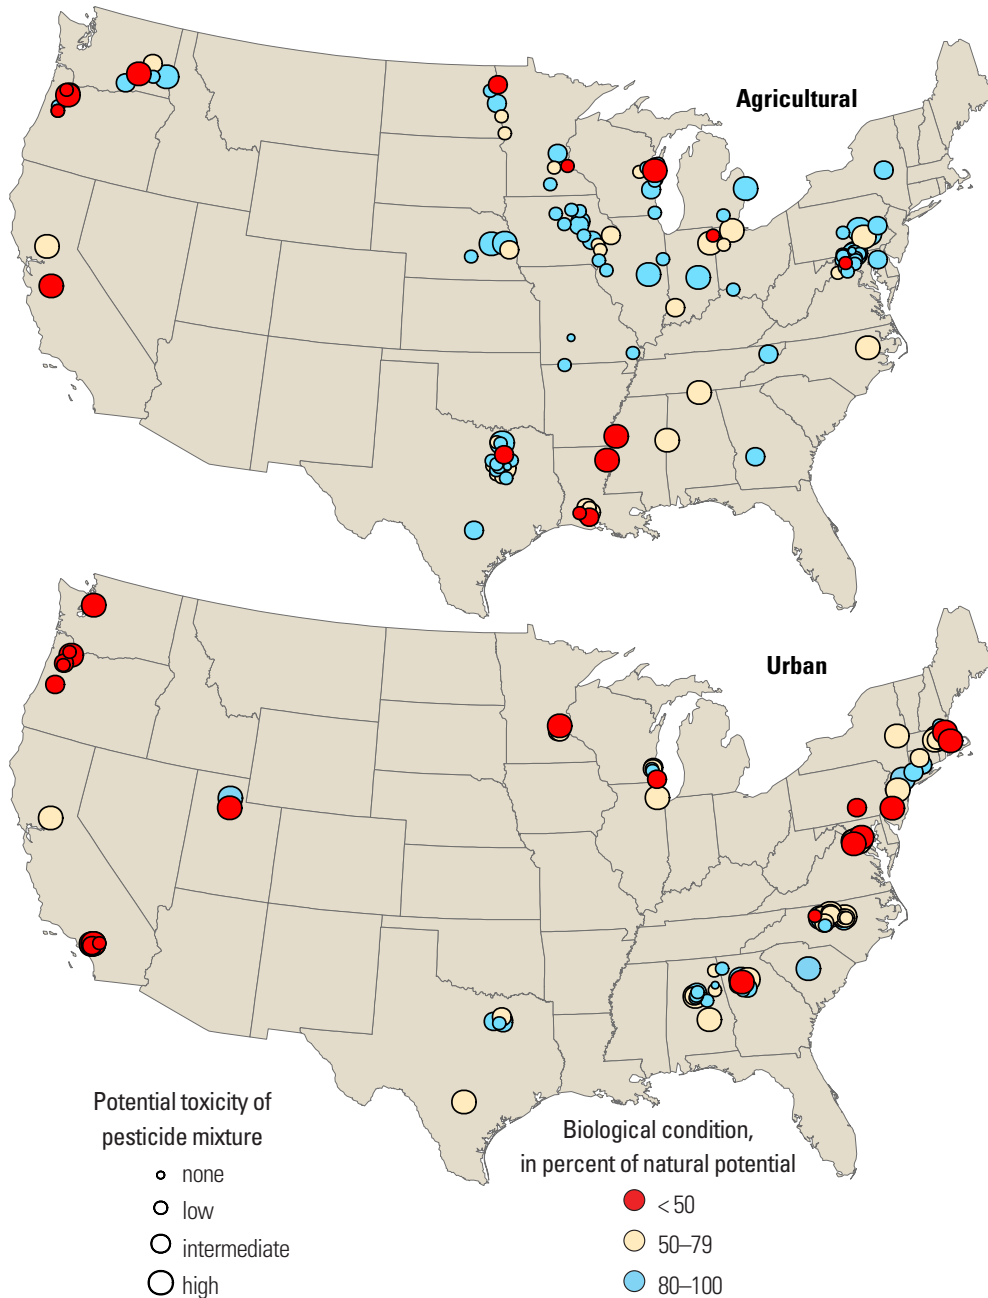 Agricultural
Urban
Potential toxicity of
pesticide mixture
none
low
intermediate
high
Biological condition,
in percent of natural potential
< 50
50–79
80–100